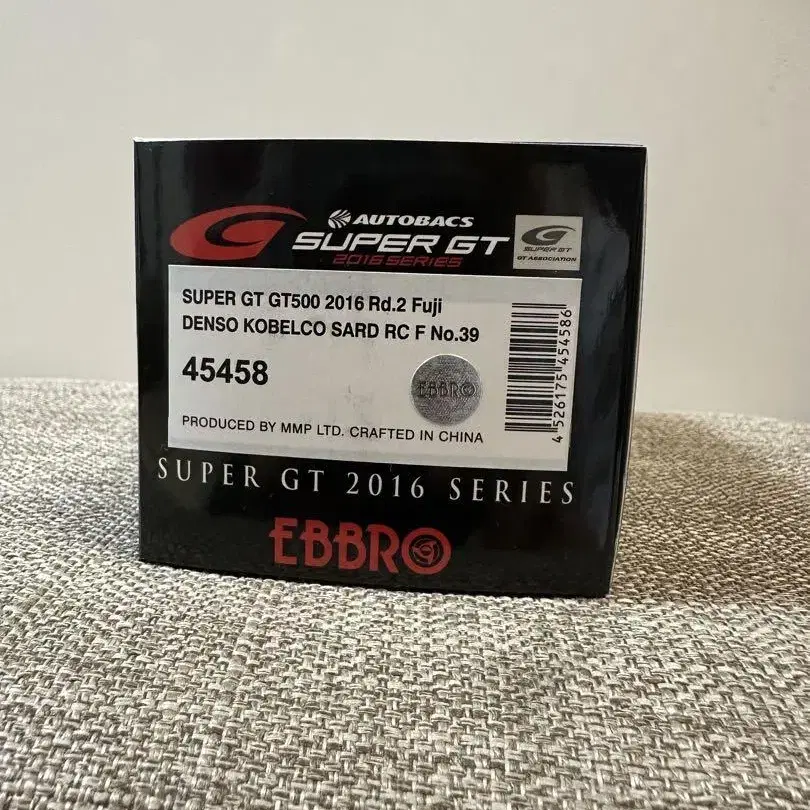 AUTOBACS
SUPER GT
2016 SERIES
SUPER GT
GT ASSOCIATION
SUPER GT GT500 2016 Rd.2 Fuji
DENSO KOBELCO SARD RC F No.39
45458
EBBRO
PRODUCED BY MMP LTD. CRAFTED IN CHINA
4 526175 454586
SUPER GT 2016 SERIES
EBBRO